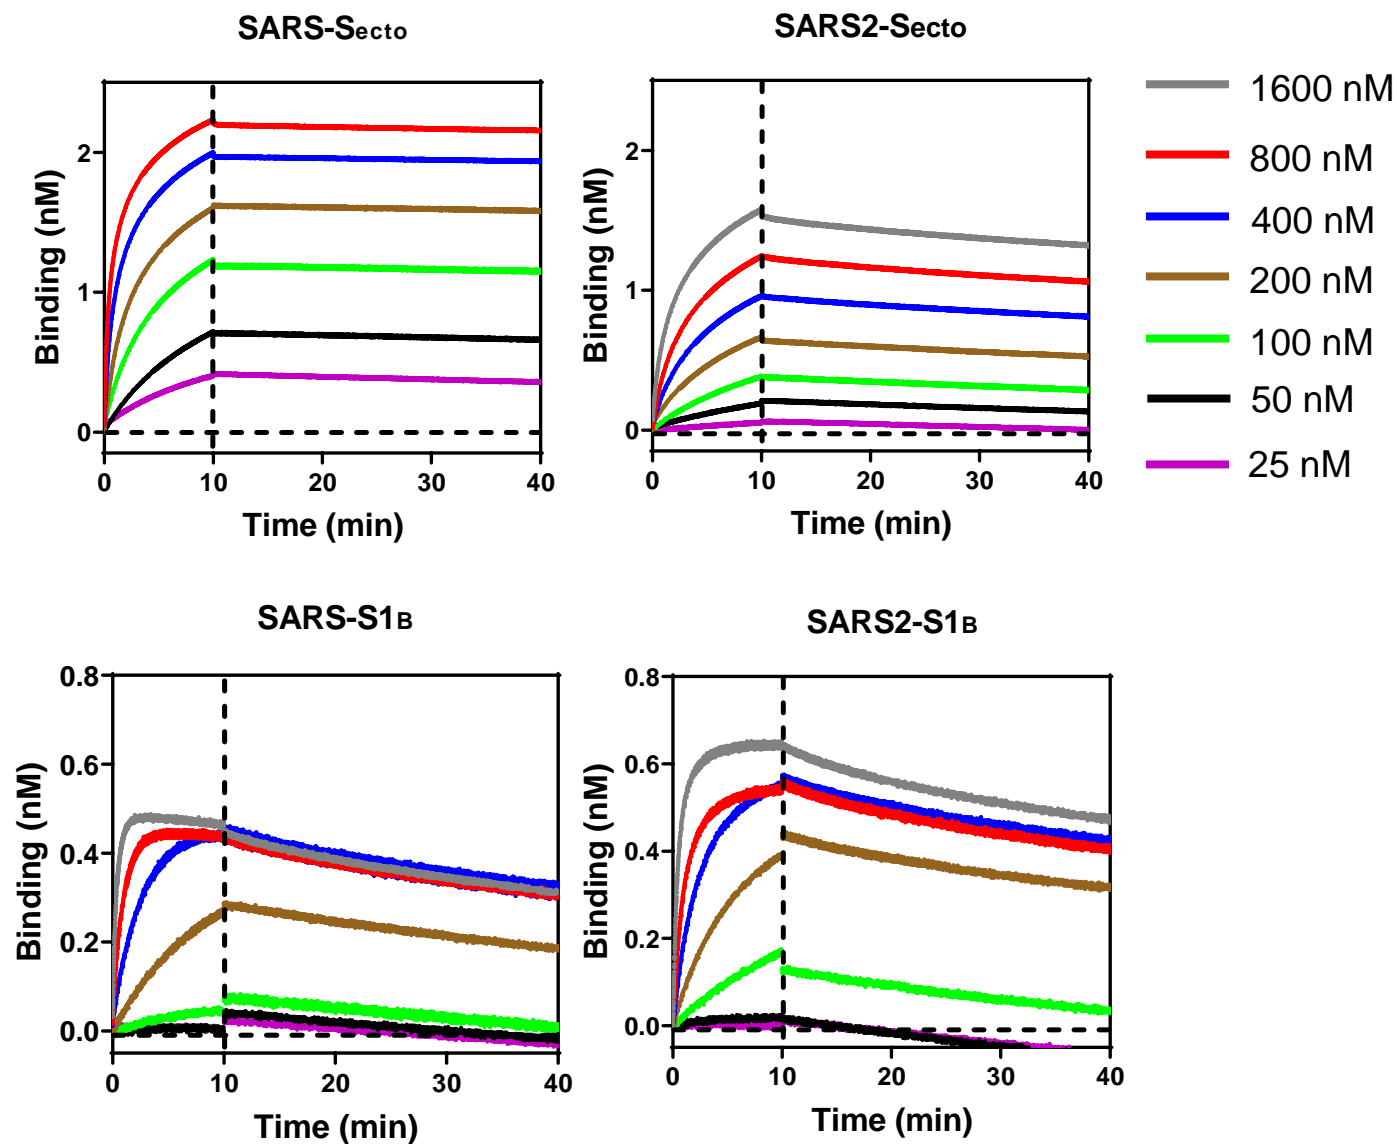 SARS-Secto
2
1
0
0
10
20
30
40
Binding (nM)
Time (min)
SARS2-Secto
2
1
0
0
10
20
30
40
Binding (nM)
Time (min)
1600 nM
800 nM
400 nM
200 nM
100 nM
50 nM
25 nM
SARS-S1B
0.8
0.6
0.4
0.2
0.0
0
10
20
30
40
Binding (nM)
Time (min)
SARS2-S1B
0.8
0.6
0.4
0.2
0.0
0
10
20
30
40
Binding (nM)
Time (min)